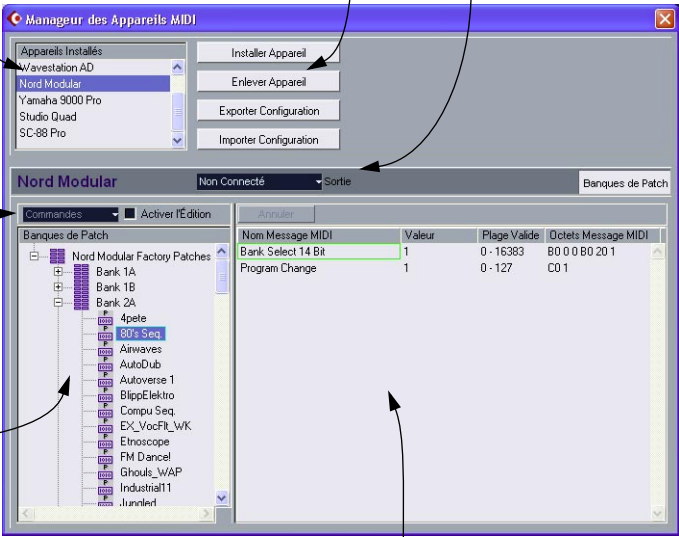 Manageur des Appareils MIDI
Appareils Installés
Wavestation AD
Nord Modular
Yamaha 9000 Pro
Studio Quad
SC-88 Pro
Installer Appareil
Enlever Appareil
Exporter Configuration
Importer Configuration
Nord Modular Non Connecté Sortie Banques de Patch
Commandes Activer l'Édition Annuler
Banques de Patch
Nord Modular Factory Patches
Bank 1A
Bank 1B
Bank 2A
4pete
80's Seq.
Airwaves
AutoDub
Autoverse 1
BlippElektro
Compu Seq.
EX_VocFlt_WK
Etnoscope
FM Dance!
Ghouls_WAP
Industrial11
Jungled
Nom Message MIDI Valeur Plage Valide Octets Message MIDI
Bank Select 14 Bit 1 0 - 16383 B0 0 0 B0 20 1
Program Change 1 0 - 127 C0 1